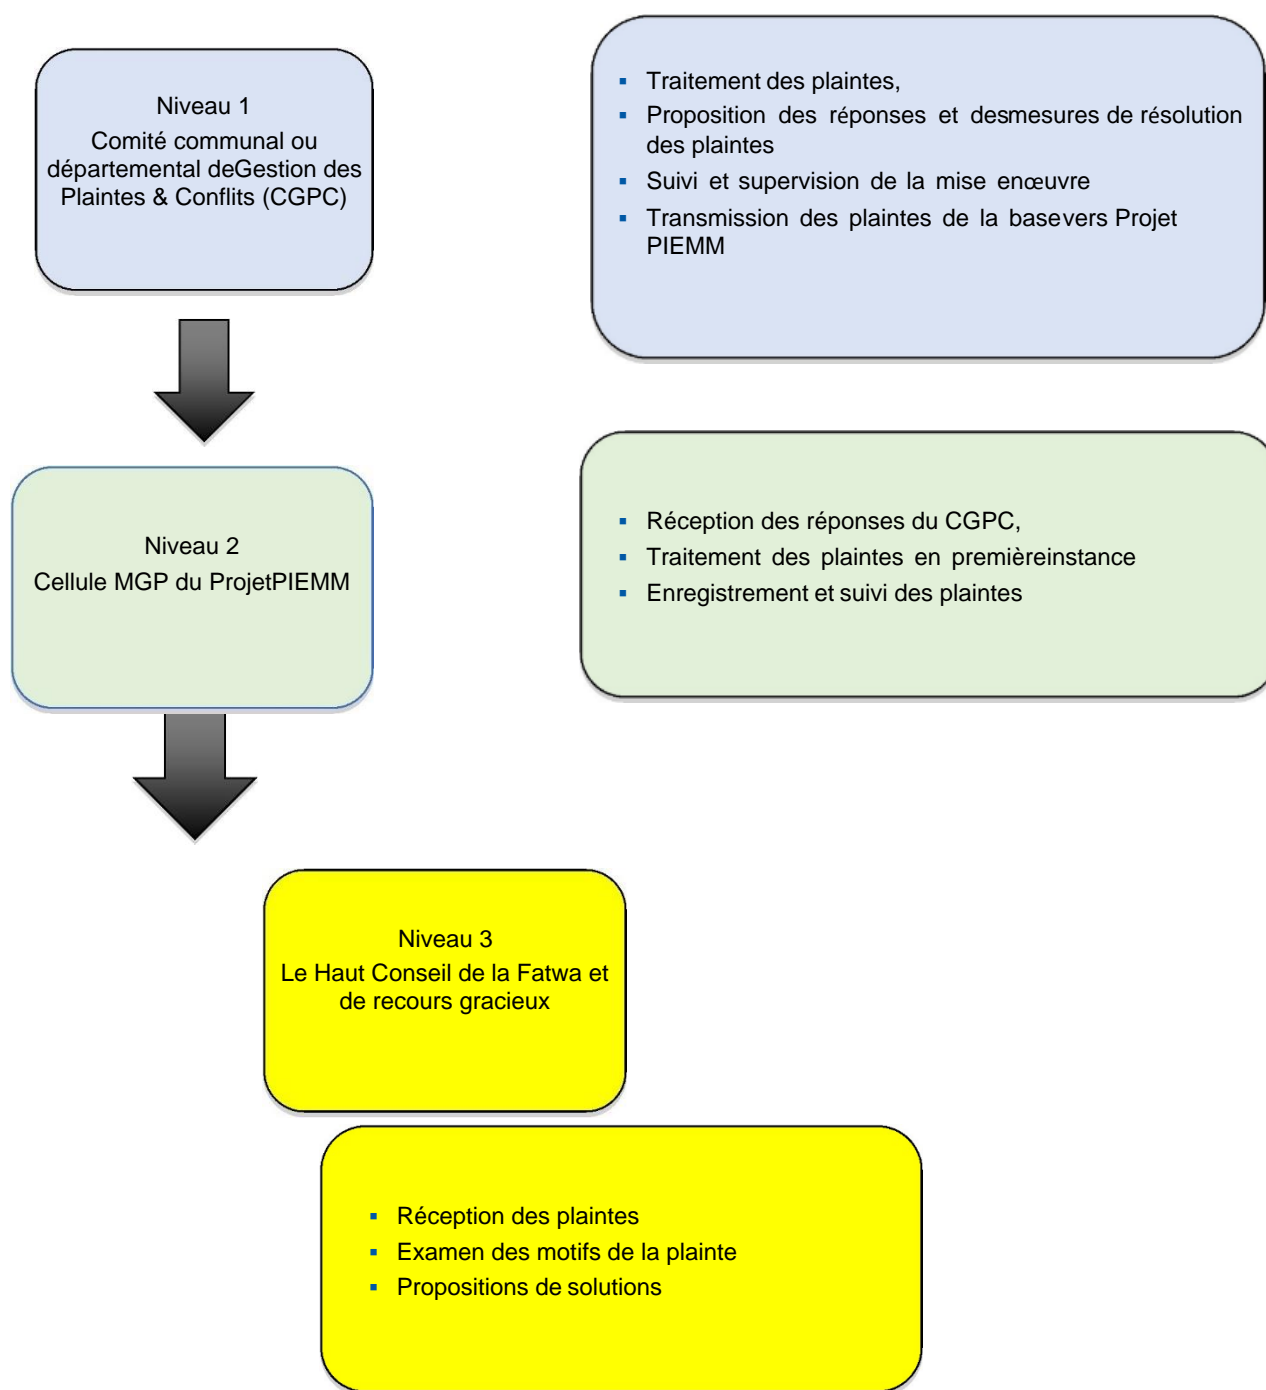 Niveau 1
Comité communal ou
départemental deGestion des
Plaintes & Conflits (CGPC)
▪ Traitement des plaintes,
▪ Proposition des réponses et desmesures de résolution
des plaintes
▪ Suivi et supervision de la mise enœuvre
▪ Transmission des plaintes de la basevers Projet
PIEMM
Niveau 2
Cellule MGP du ProjetPIEMM
▪ Réception des réponses du CGPC,
▪ Traitement des plaintes en premièreinstance
▪ Enregistrement et suivi des plaintes
Niveau 3
Le Haut Conseil de la Fatwa et
de recours gracieux
▪ Réception des plaintes
▪ Examen des motifs de la plainte
▪ Propositions de solutions